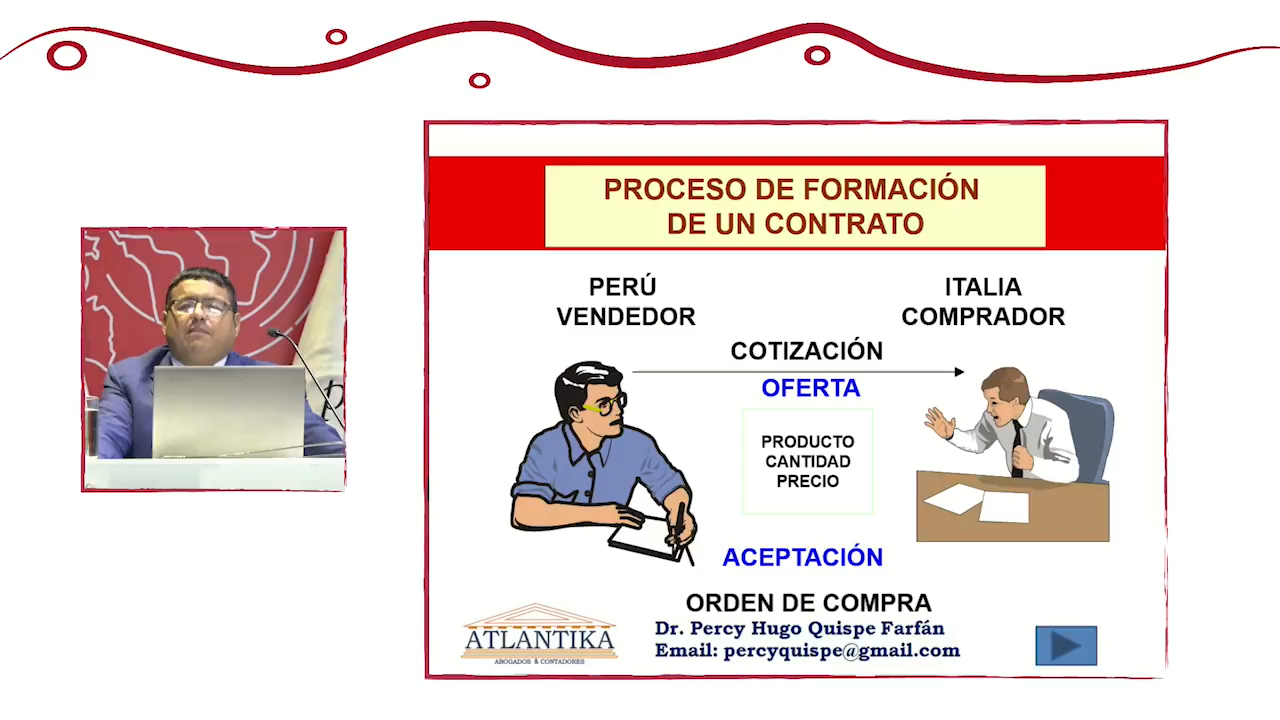 PROCESO DE FORMACIÓN
DE UN CONTRATO
PERÚ
VENDEDOR
ITALIA
COMPRADOR
COTIZACIÓN
OFERTA
PRODUCTO
CANTIDAD
PRECIO
ACEPTACIÓN
ORDEN DE COMPRA
Dr. Percy Hugo Quispe Farfán
Email: percyquispe@gmail.com
ATLANTIKA
ABOGADOS & CONTADORES